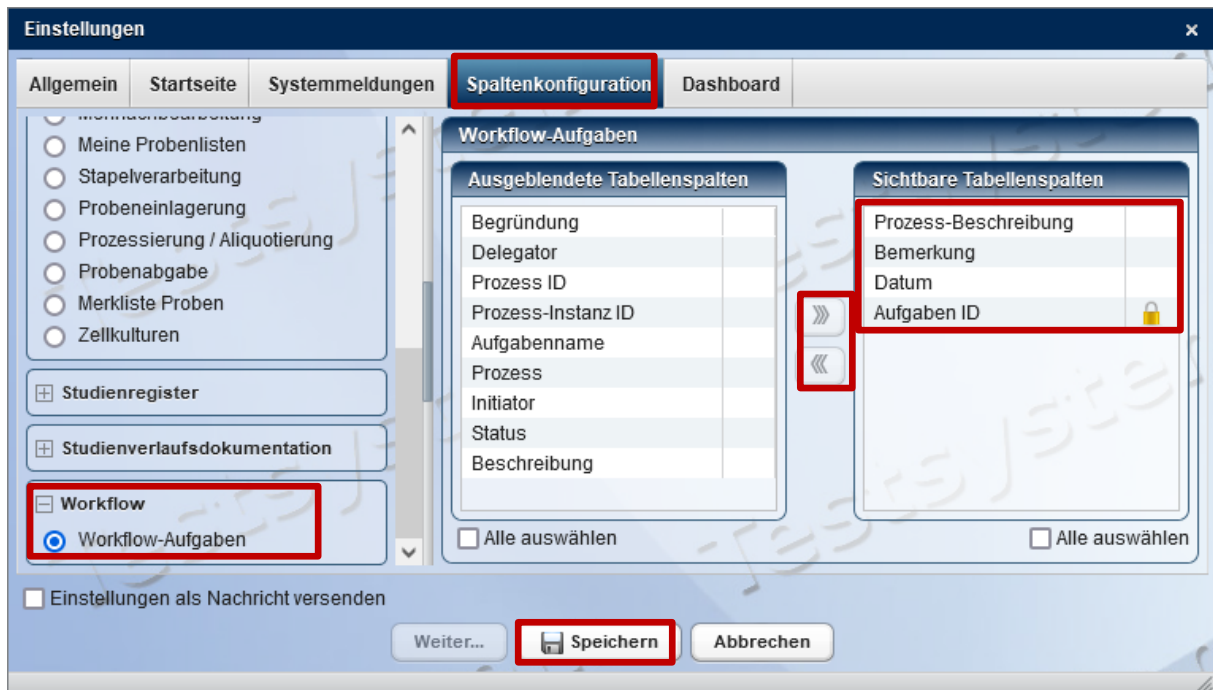 Einstellungen
Allgemein
Startseite
Systemmeldungen
Spaltenkonfiguration
Dashboard
Meine Probenlisten
Stapelverarbeitung
Probeneinlagerung
Prozessierung / Aliquotierung
Probenabgabe
Merkliste Proben
Zellkulturen
Studienregister
Studienverlaufsdokumentation
Workflow
Workflow-Aufgaben
Workflow-Aufgaben
Ausgeblendete Tabellenspalten
Begründung
Delegator
Prozess ID
Prozess-Instanz ID
Aufgabenname
Prozess
Initiator
Status
Beschreibung
Alle auswählen
Sichtbare Tabellenspalten
Prozess-Beschreibung
Bemerkung
Datum
Aufgaben ID
Alle auswählen
Einstellungen als Nachricht versenden
Weiter...
Speichern
Abbrechen
Testsystem